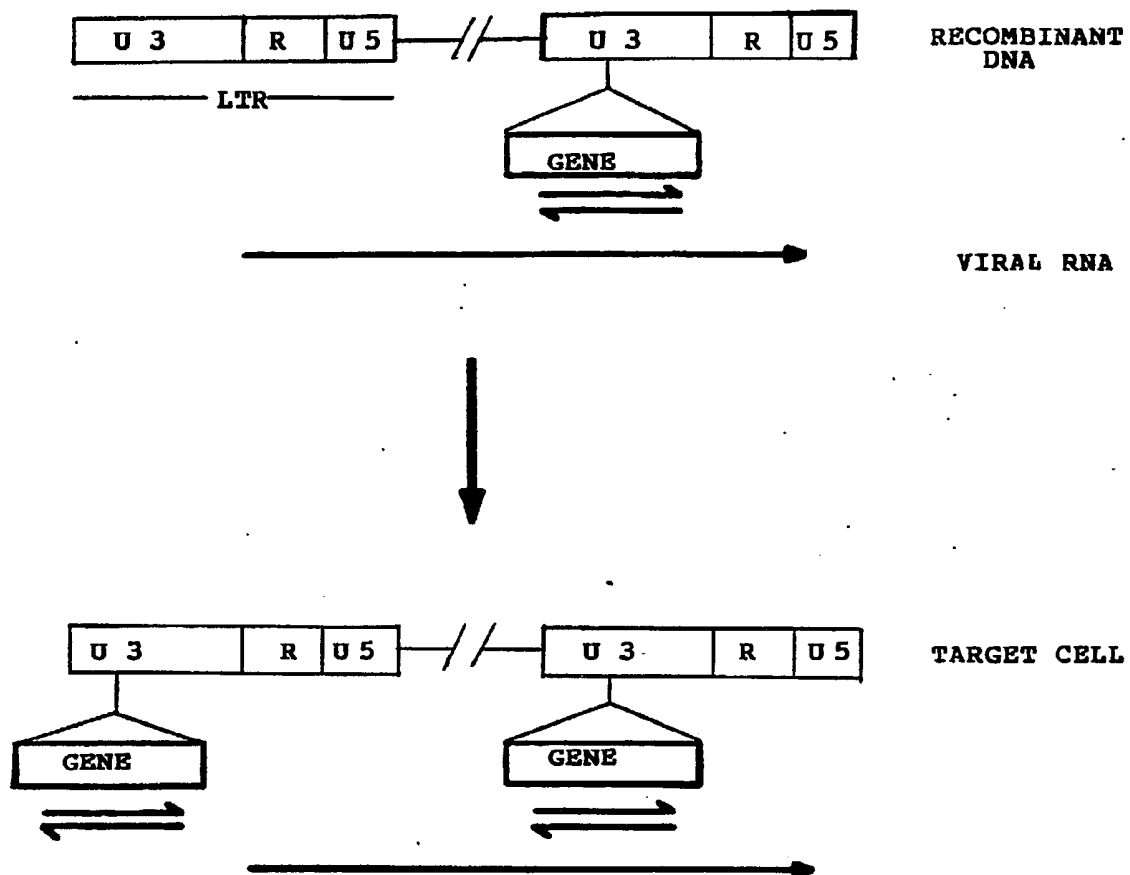 U 3 R U 5 U 3 R U 5 RECOMBINANT
DNA
LTR
GENE
VIRAL RNA
U 3 R U 5 U 3 R U 5 TARGET CELL
GENE GENE